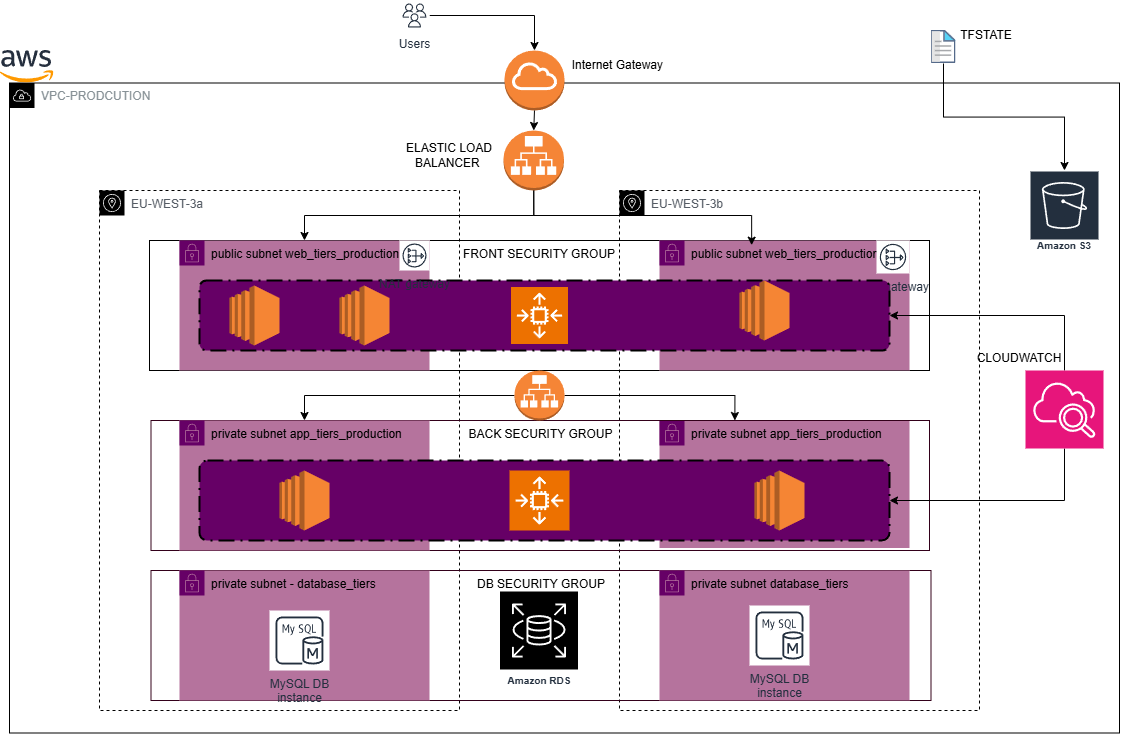 Users
TFSTATE
aws
Internet Gateway
VPC-PRODCUTION
ELASTIC LOAD
BALANCER
EU-WEST-3a
EU-WEST-3b
Amazon S3
public subnet web_tiers_production
FRONT SECURITY GROUP
public subnet web_tiers_production
ateway
CLOUDWATCH
private subnet app_tiers_production
BACK SECURITY GROUP
private subnet app_tiers_production
private subnet - database_tiers
DB SECURITY GROUP
private subnet database_tiers
My SQL
M
My SQL
M
MySQL DB
instance
Amazon RDS
MySQL DB
instance